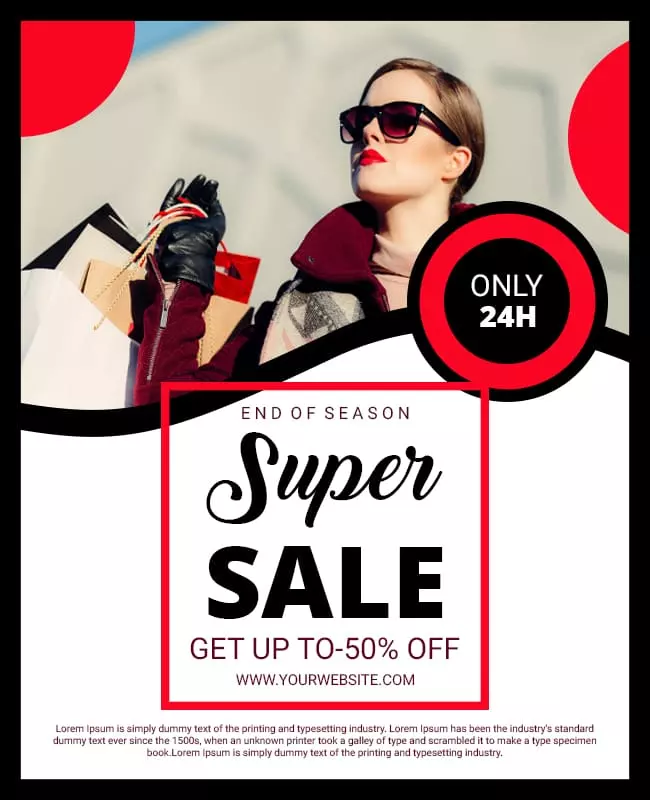 ONLY
24H
END OF SEASON
Super
SALE
GET UP TO-50% OFF
WWW.YOURWEBSITE.COM
Lorem Ipsum is simply dummy text of the printing and typesetting industry. Lorem Ipsum has been the industry's standard
dummy text ever since the 1500s, when an unknown printer took a galley of type and scrambled it to make a type specimen
book.Lorem Ipsum is simply dummy text of the printing and typesetting industry.